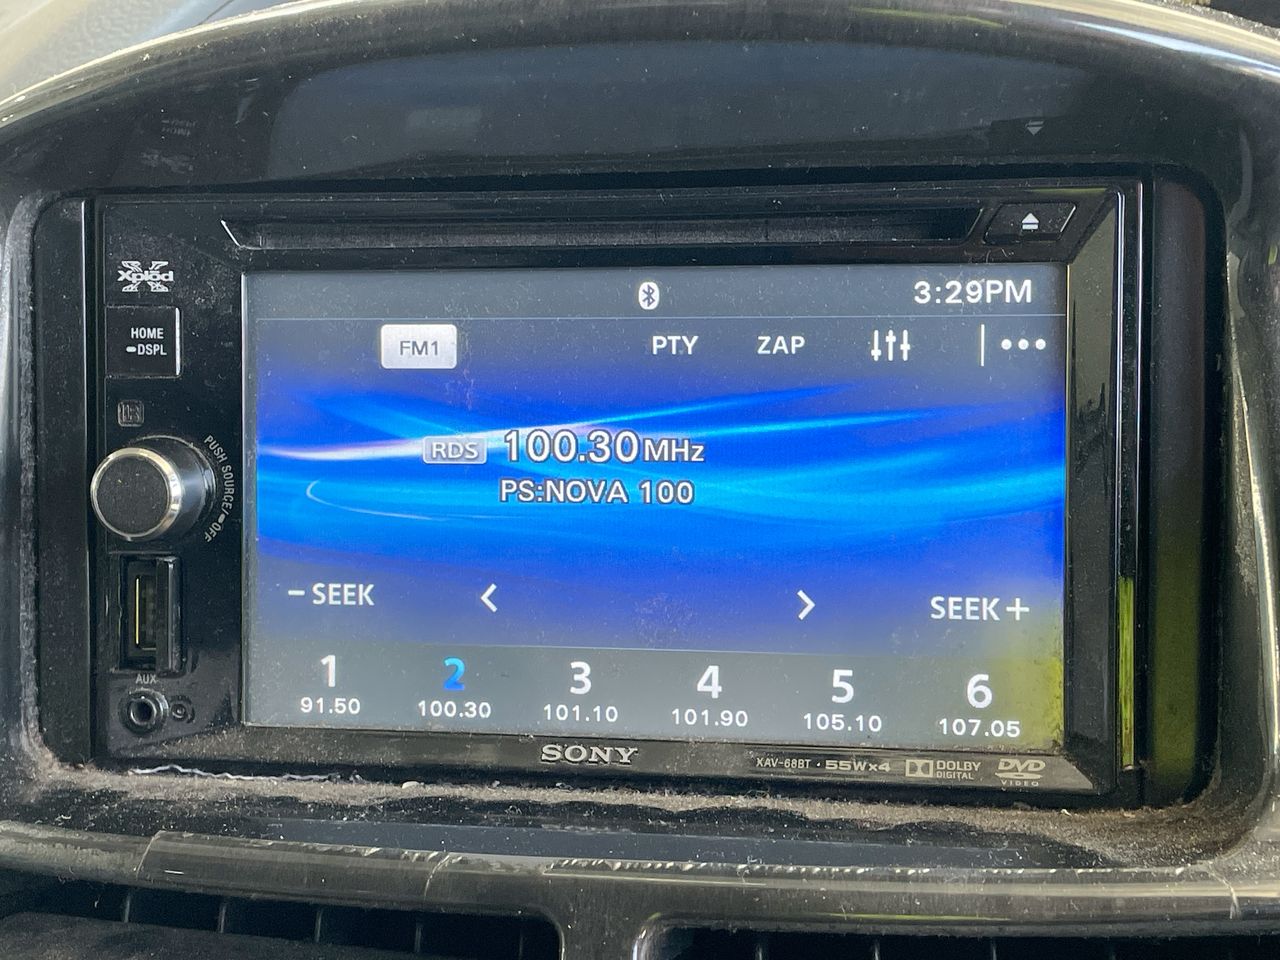 3:29PM
Xplōd
HOME
DSPL
FM1
PTY
ZAP
RDS
100.30MHz
PS:NOVA 100
PUSH SOURCE/
OFF
– SEEK
<
>
SEEK +
1
2
3
4
5
6
91.50
100.30
101.10
101.90
105.10
107.05
AUX
SONY
XAV-68BT · 55W×4
DOLBY
DIGITAL
DVD
VIDEO